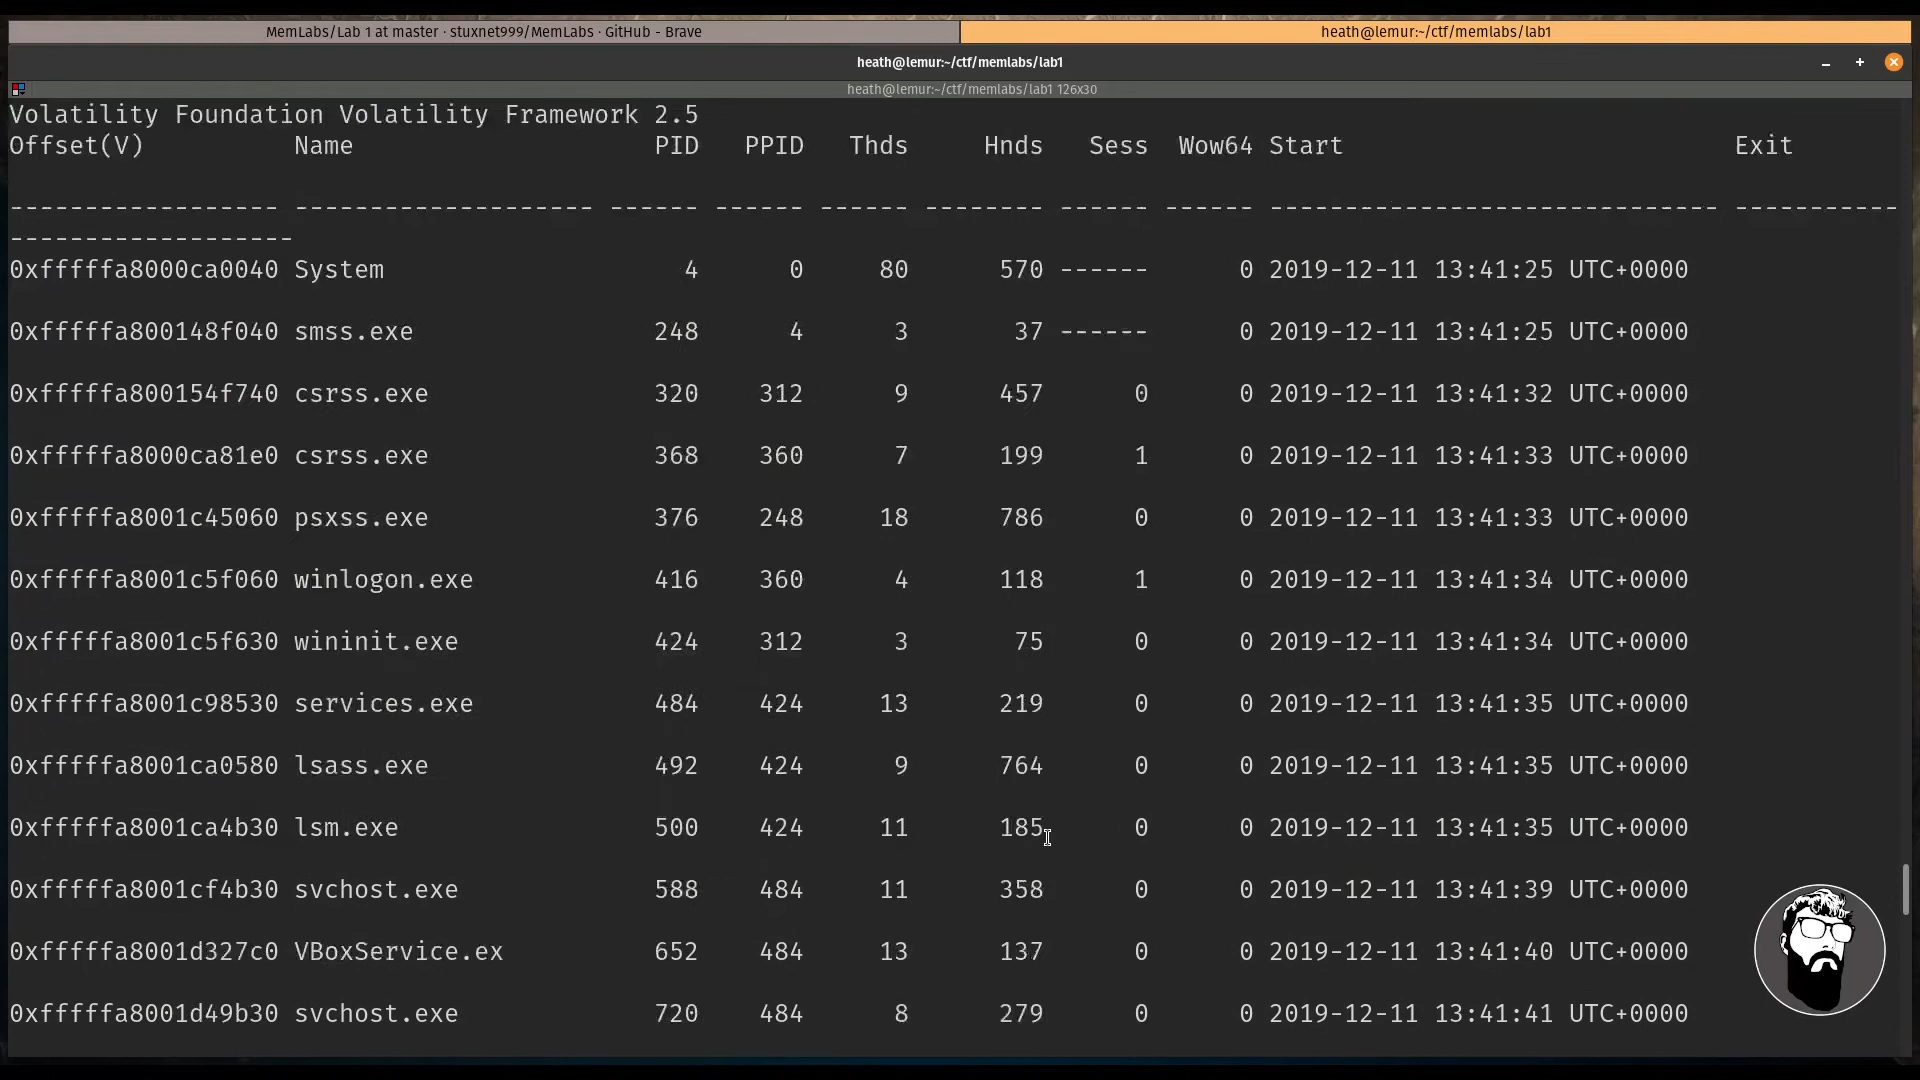 MemLabs/Lab 1 at master · stuxnet999/MemLabs · GitHub - Brave
heath@lemur:~/ctf/memlabs/lab1
heath@lemur:~/ctf/memlabs/lab1
heath@lemur:~/ctf/memlabs/lab1 126x30
Volatility Foundation Volatility Framework 2.5
Offset(V)          Name                    PID   PPID   Thds     Hnds   Sess  Wow64 Start                          Exit
------------------ -------------------- ------ ------ ------ -------- ------ ------ ------------------------------ -----------
-------------------
0xfffffa8000ca0040 System                    4      0     80      570 ------      0 2019-12-11 13:41:25 UTC+0000
0xfffffa800148f040 smss.exe                248      4      3       37 ------      0 2019-12-11 13:41:25 UTC+0000
0xfffffa800154f740 csrss.exe               320    312      9      457      0      0 2019-12-11 13:41:32 UTC+0000
0xfffffa8000ca81e0 csrss.exe               368    360      7      199      1      0 2019-12-11 13:41:33 UTC+0000
0xfffffa8001c45060 psxss.exe               376    248     18      786      0      0 2019-12-11 13:41:33 UTC+0000
0xfffffa8001c5f060 winlogon.exe            416    360      4      118      1      0 2019-12-11 13:41:34 UTC+0000
0xfffffa8001c5f630 wininit.exe             424    312      3       75      0      0 2019-12-11 13:41:34 UTC+0000
0xfffffa8001c98530 services.exe            484    424     13      219      0      0 2019-12-11 13:41:35 UTC+0000
0xfffffa8001ca0580 lsass.exe               492    424      9      764      0      0 2019-12-11 13:41:35 UTC+0000
0xfffffa8001ca4b30 lsm.exe                 500    424     11      185      0      0 2019-12-11 13:41:35 UTC+0000
0xfffffa8001cf4b30 svchost.exe             588    484     11      358      0      0 2019-12-11 13:41:39 UTC+0000
0xfffffa8001d327c0 VBoxService.ex          652    484     13      137      0      0 2019-12-11 13:41:40 UTC+0000
0xfffffa8001d49b30 svchost.exe             720    484      8      279      0      0 2019-12-11 13:41:41 UTC+0000